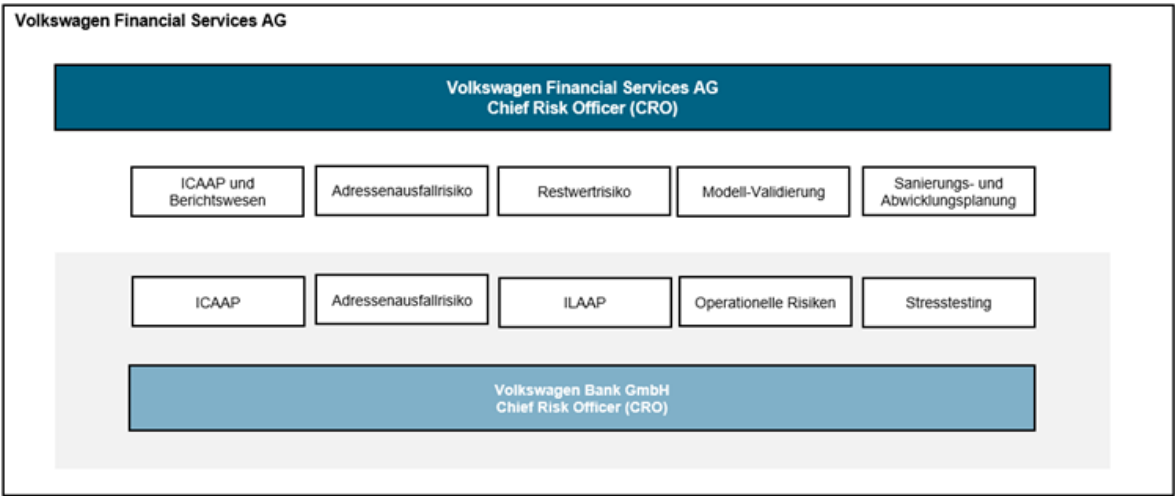 Volkswagen Financial Services AG
Volkswagen Financial Services AG
Chief Risk Officer (CRO)
ICAAP und
Berichtswesen
Adressenausfallrisiko
Restwertrisiko
Modell-Validierung
Sanierungs- und
Abwicklungsplanung
ICAAP
Adressenausfallrisiko
ILAAP
Operationelle Risiken
Stresstesting
Volkswagen Bank GmbH
Chief Risk Officer (CRO)